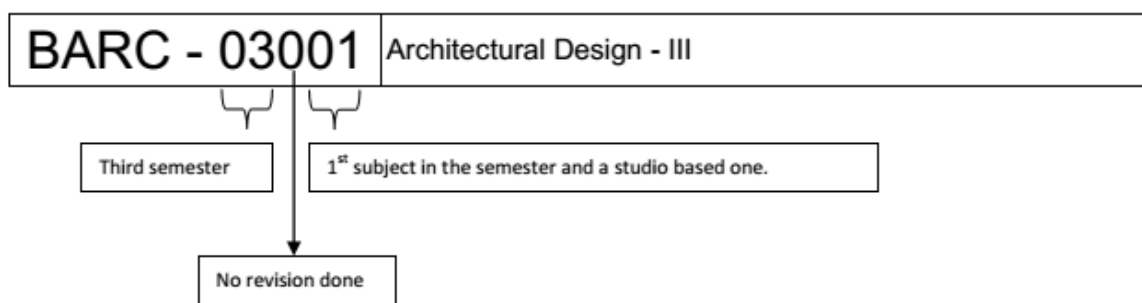 BARC - 03001 Architectural Design - III
Third semester
1st subject in the semester and a studio based one.
No revision done